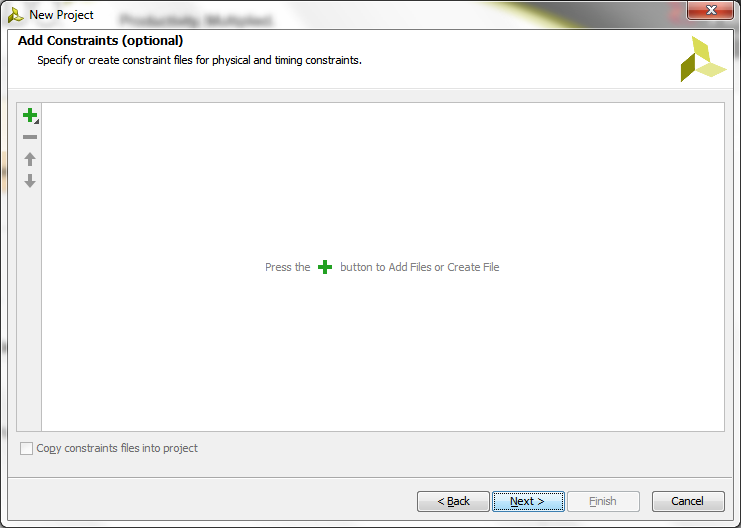 New Project
Productivity. Multiplied.
Add Constraints (optional)
Specify or create constraint files for physical and timing constraints.
Press the button to Add Files or Create File
Copy constraints files into project
< Back
Next >
Finish
Cancel